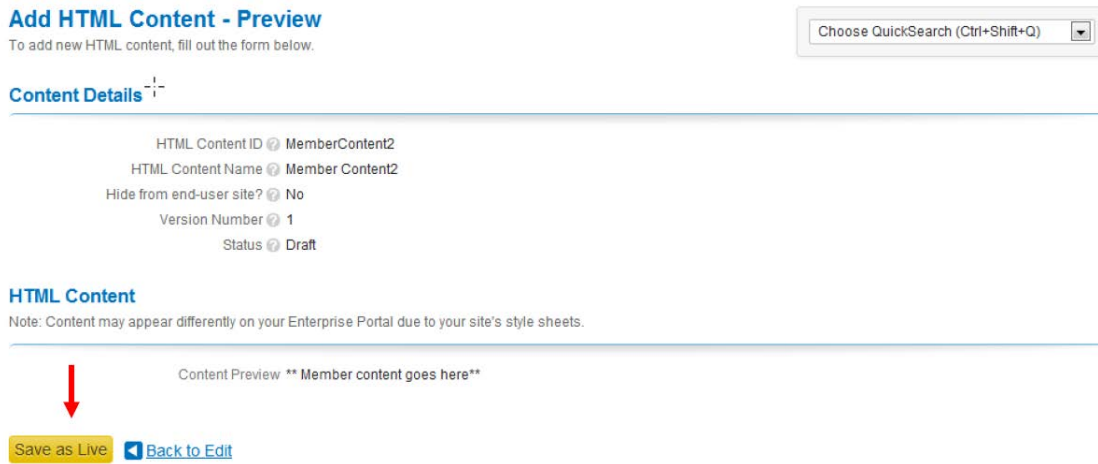 Add HTML Content - Preview
To add new HTML content, fill out the form below.
Choose QuickSearch (Ctrl+Shift+Q)
Content Details
HTML Content ID ? MemberContent2
HTML Content Name ? Member Content2
Hide from end-user site? ? No
Version Number ? 1
Status ? Draft
HTML Content
Note: Content may appear differently on your Enterprise Portal due to your site's style sheets.
Content Preview ** Member content goes here**
Save as Live Back to Edit